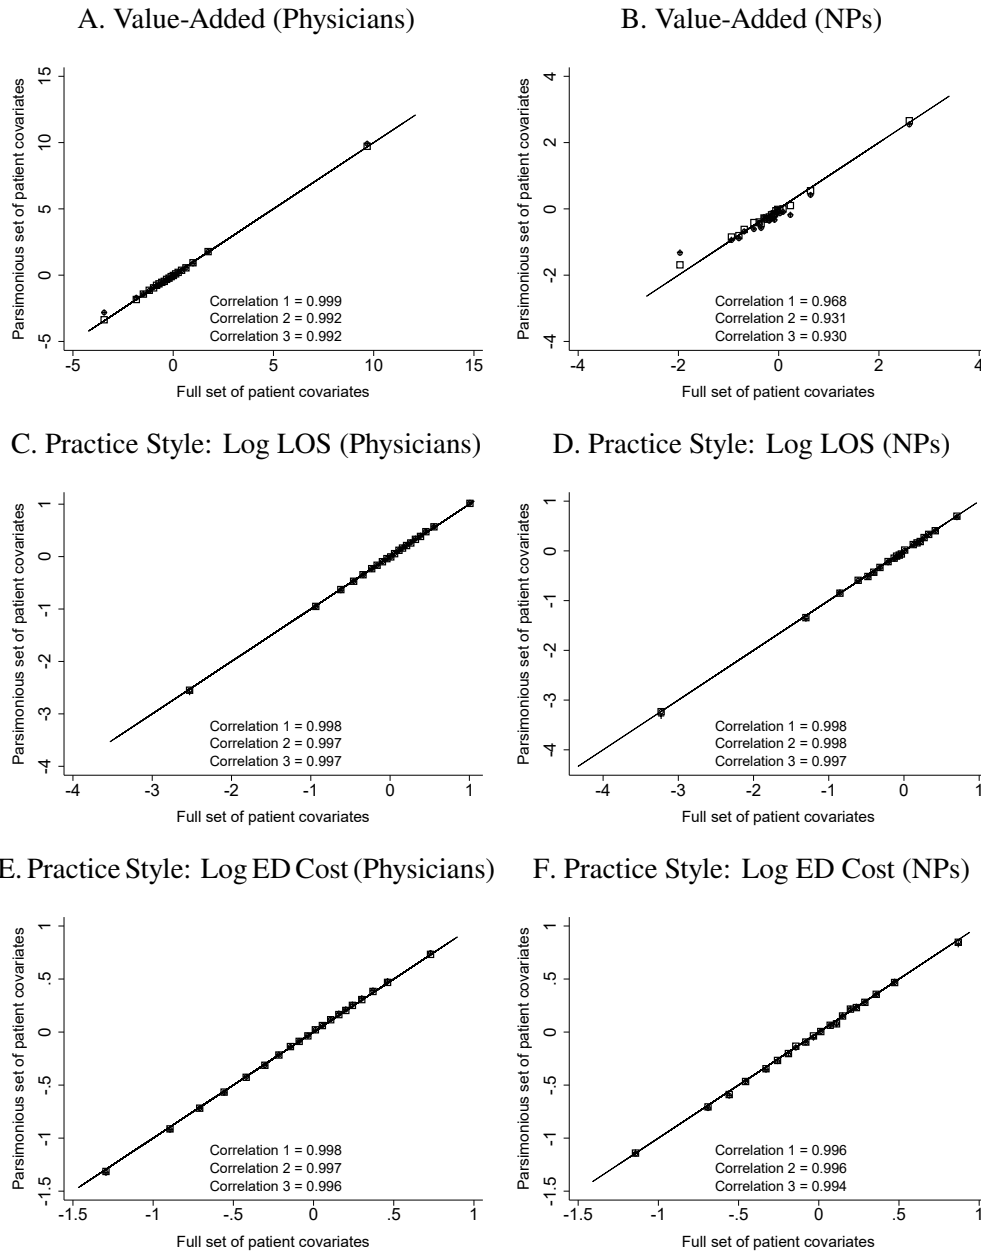 A. Value-Added (Physicians)
Parsimonious set of patient covariates
15
10
5
0
-5
Correlation 1 = 0.999
Correlation 2 = 0.992
Correlation 3 = 0.992
-5 0 5 10 15
Full set of patient covariates
B. Value-Added (NPs)
Parsimonious set of patient covariates
4
2
0
-2
-4
Correlation 1 = 0.968
Correlation 2 = 0.931
Correlation 3 = 0.930
-4 -2 0 2 4
Full set of patient covariates
C. Practice Style: Log LOS (Physicians)
Parsimonious set of patient covariates
1
0
-1
-2
-3
-4
Correlation 1 = 0.998
Correlation 2 = 0.997
Correlation 3 = 0.997
-4 -3 -2 -1 0 1
Full set of patient covariates
D. Practice Style: Log LOS (NPs)
Parsimonious set of patient covariates
1
0
-1
-2
-3
-4
Correlation 1 = 0.998
Correlation 2 = 0.998
Correlation 3 = 0.997
-4 -3 -2 -1 0 1
Full set of patient covariates
E. Practice Style: Log ED Cost (Physicians)
Parsimonious set of patient covariates
1
.5
0
-.5
-1
-1.5
Correlation 1 = 0.998
Correlation 2 = 0.997
Correlation 3 = 0.996
-1.5 -1 -.5 0 .5 1
Full set of patient covariates
F. Practice Style: Log ED Cost (NPs)
Parsimonious set of patient covariates
1
.5
0
-.5
-1
-1.5
Correlation 1 = 0.996
Correlation 2 = 0.996
Correlation 3 = 0.994
-1.5 -1 -.5 0 .5 1
Full set of patient covariates